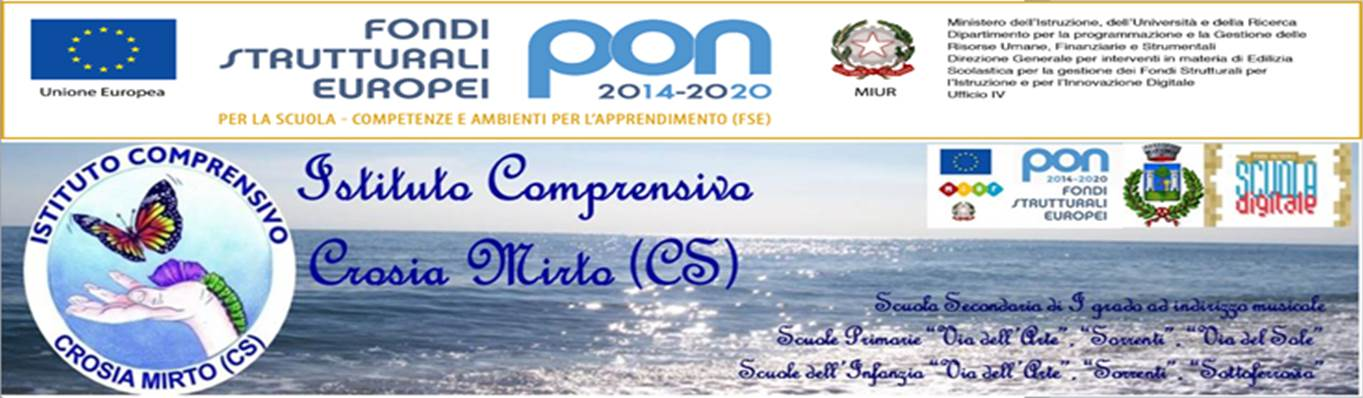 Unione Europea
FONDI
STRUTTURALI
EUROPEI
pon
2014-2020
PER LA SCUOLA - COMPETENZE E AMBIENTI PER L'APPRENDIMENTO (FSE)
MIUR
Ministero dell'Istruzione, dell'Università e della Ricerca
Dipartimento per la programmazione e la Gestione delle
Risorse Umane, Finanziarie e Strumentali
Direzione Generale per interventi in materia di Edilizia
Scolastica per la gestione dei Fondi Strutturali per
l'Istruzione e per l'Innovazione Digitale
Ufficio IV
ISTITUTO COMPRENSIVO
CROSIA MIRTO (CS)
Istituto Comprensivo
Crosia Mirto (CS)
pon
2014-2020
FONDI
STRUTTURALI
EUROPEI
MIUR
SCUOLA
digitale
Scuola Secondaria di I grado ad indirizzo musicale
Scuole Primarie “Via dell'Arte”, “Sorrenti”, “Via del Sole”
Scuole dell'Infanzia “Via dell'Arte”, “Sorrenti”, “Sottoferrovia”